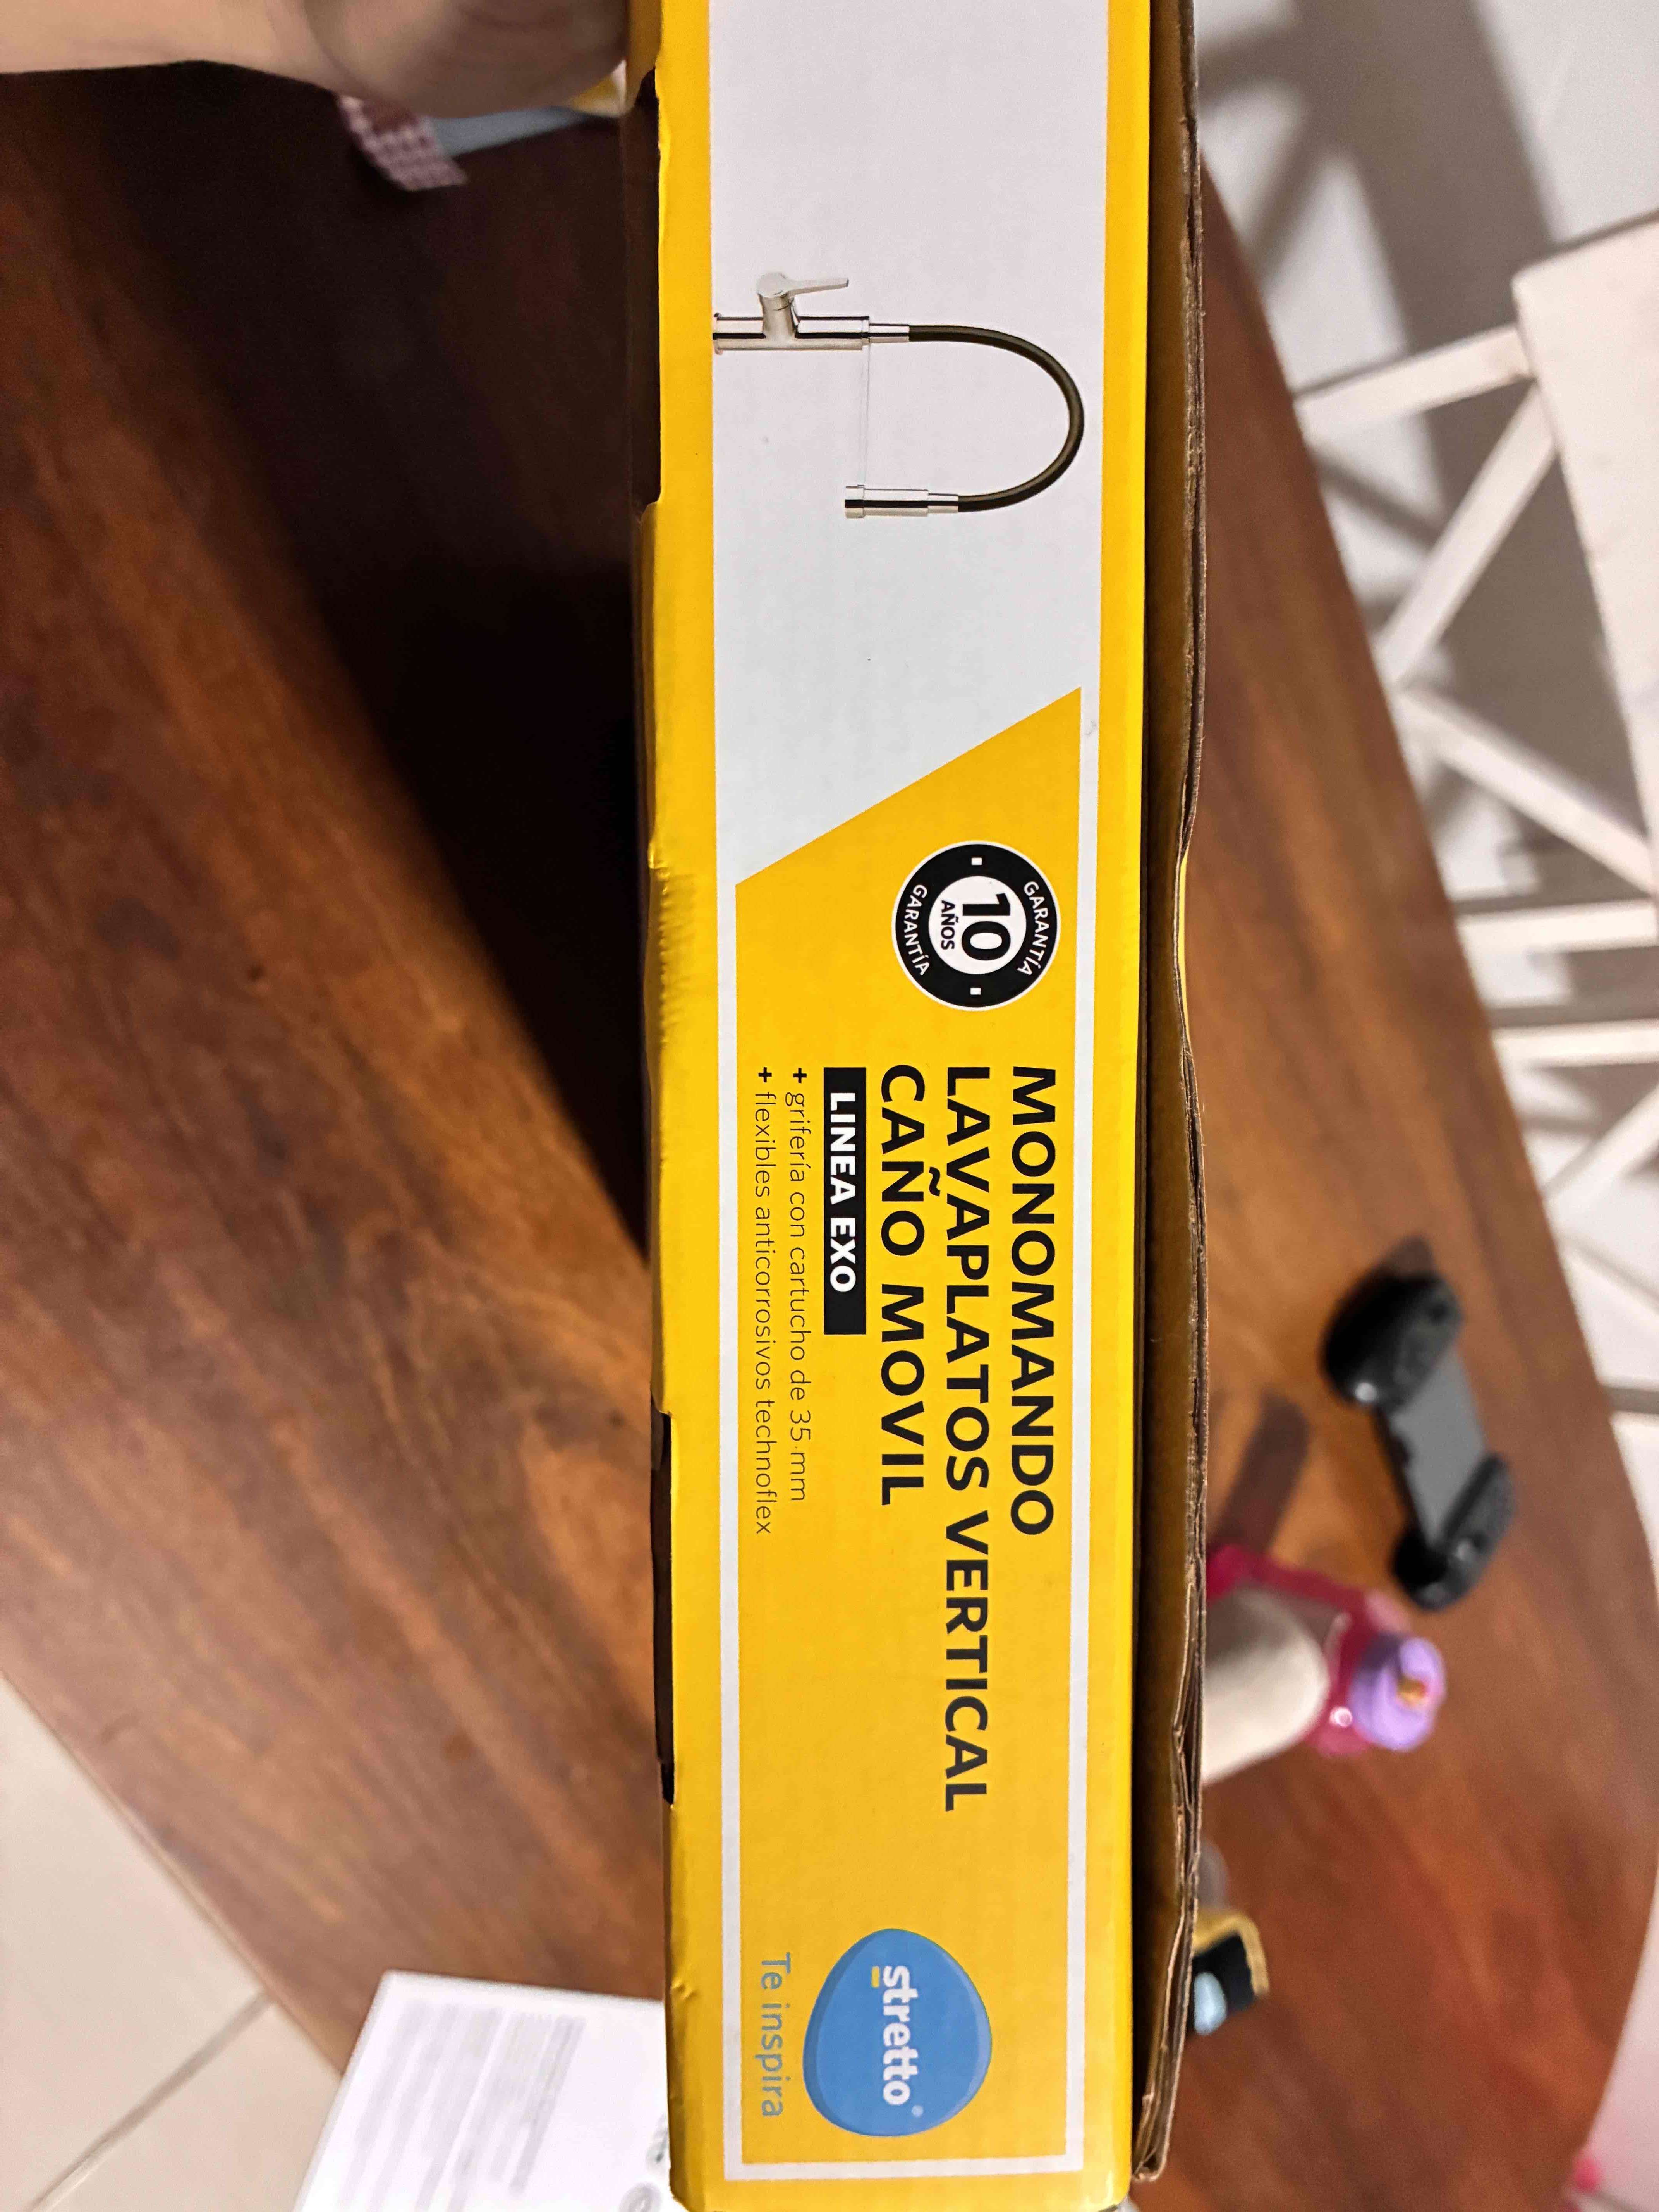 GARANTÍA
10
AÑOS
GARANTÍA
MONOMANDO
LAVAPLATOS VERTICAL
CAÑO MOVIL
LINEA EXO
+ grifería con cartucho de 35 mm
+ flexibles anticorrosivos technoflex
stretto®
Te inspira